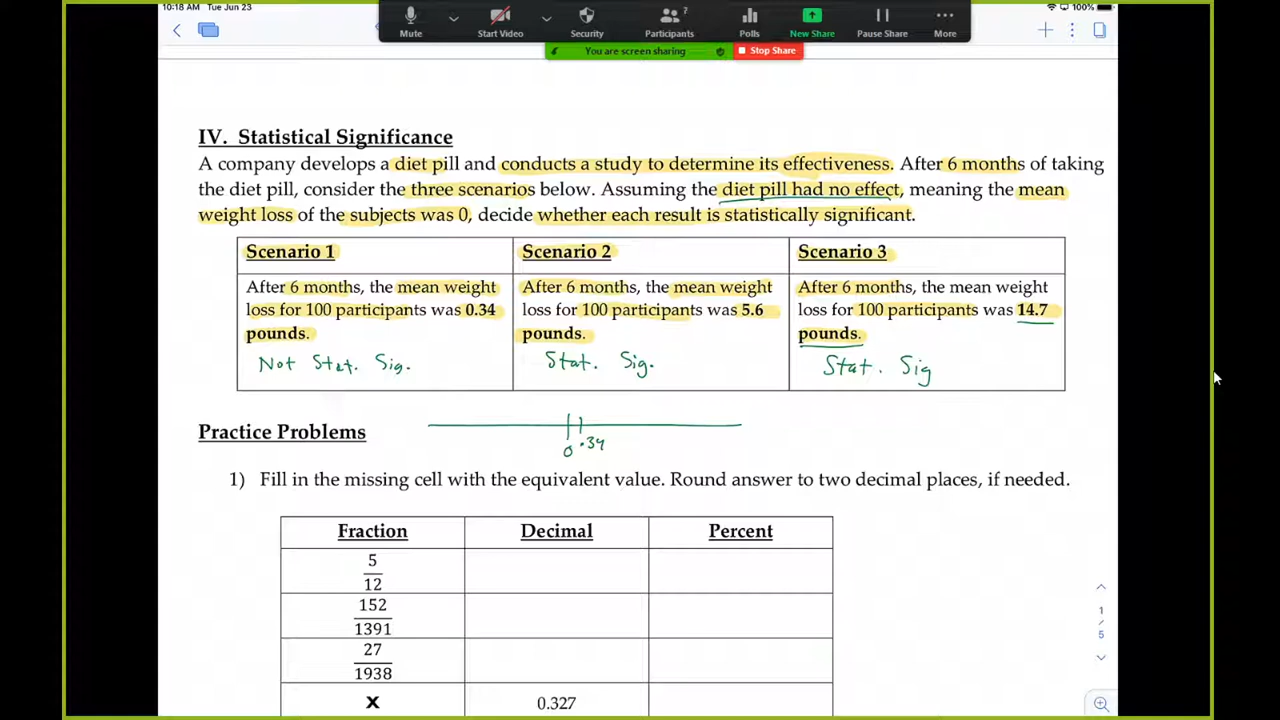 10:18 AM Tue Jun 23
100%
Mute
Start Video
Security
7
Participants
Polls
New Share
Pause Share
More
You are screen sharing
Stop Share
IV. Statistical Significance
A company develops a diet pill and conducts a study to determine its effectiveness. After 6 months of taking
the diet pill, consider the three scenarios below. Assuming the diet pill had no effect, meaning the mean
weight loss of the subjects was 0, decide whether each result is statistically significant.
Scenario 1
After 6 months, the mean weight
loss for 100 participants was 0.34
pounds.
Not Stat. Sig.
Scenario 2
After 6 months, the mean weight
loss for 100 participants was 5.6
pounds.
Stat. Sig.
Scenario 3
After 6 months, the mean weight
loss for 100 participants was 14.7
pounds.
Stat. Sig
0 .34
Practice Problems
1) Fill in the missing cell with the equivalent value. Round answer to two decimal places, if needed.
Fraction Decimal Percent
5
12
152
1391
27
1938
X 0.327
1
/
5